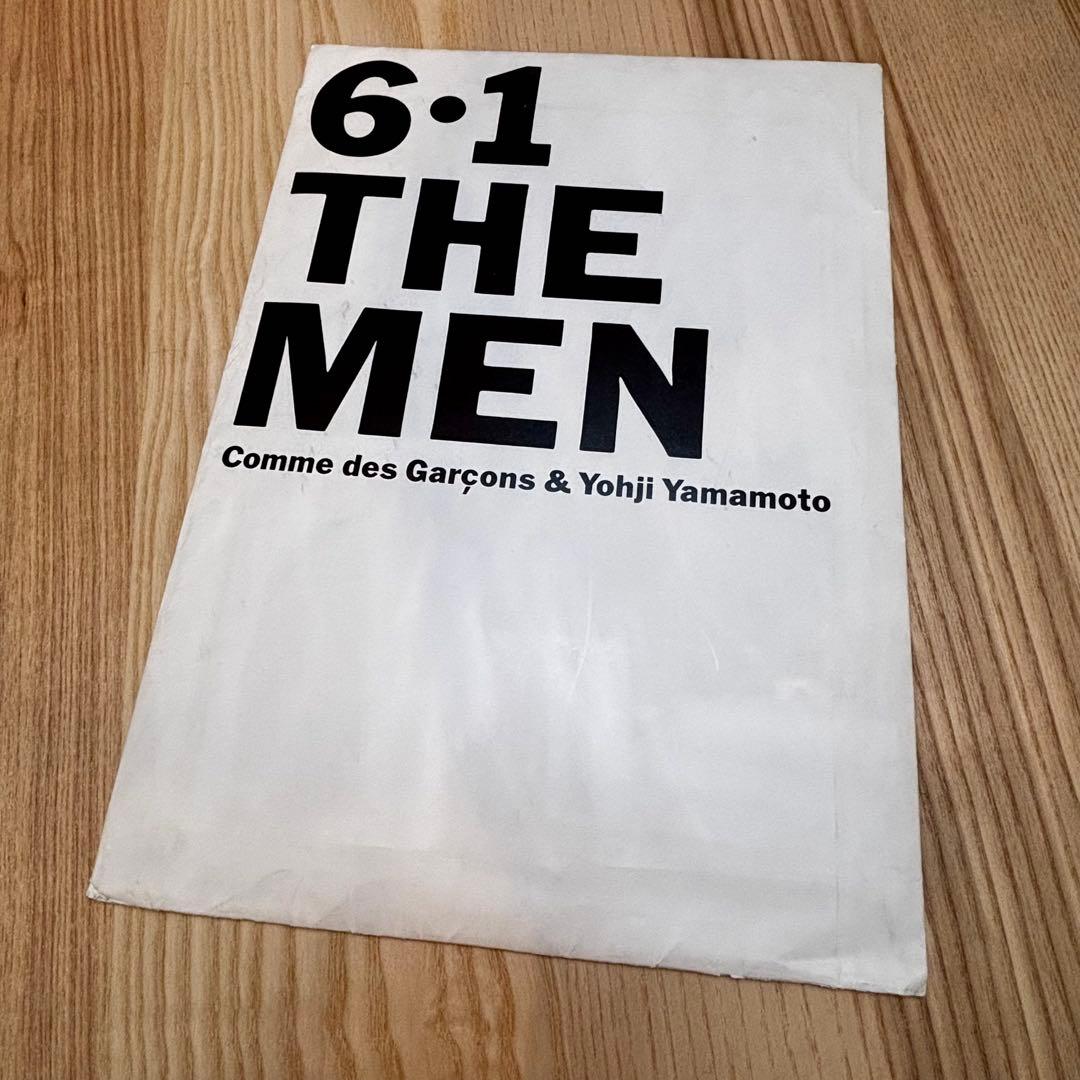 6·1
THE
MEN
Comme des Garçons & Yohji Yamamoto